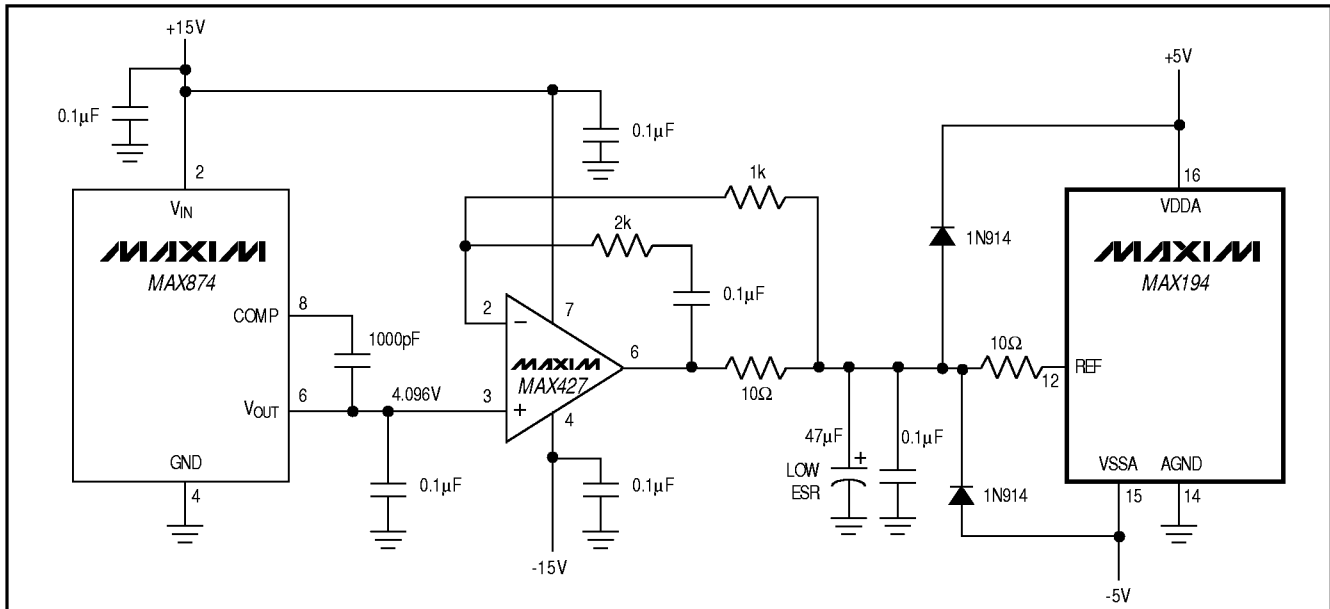 +15V
+5V
0.1µF
0.1µF
2
VIN
1k
16
VDDA
2k
1N914
MAXIM
MAX874
MAXIM
MAX194
COMP
8
1000pF
2
−
7
0.1µF
MAXIM
MAX427
6
10Ω
10Ω
12
REF
VOUT
6
4.096V
3
+
4
47µF
+
LOW
ESR
0.1µF
GND
4
0.1µF
0.1µF
1N914
VSSA
AGND
15
14
-15V
-5V